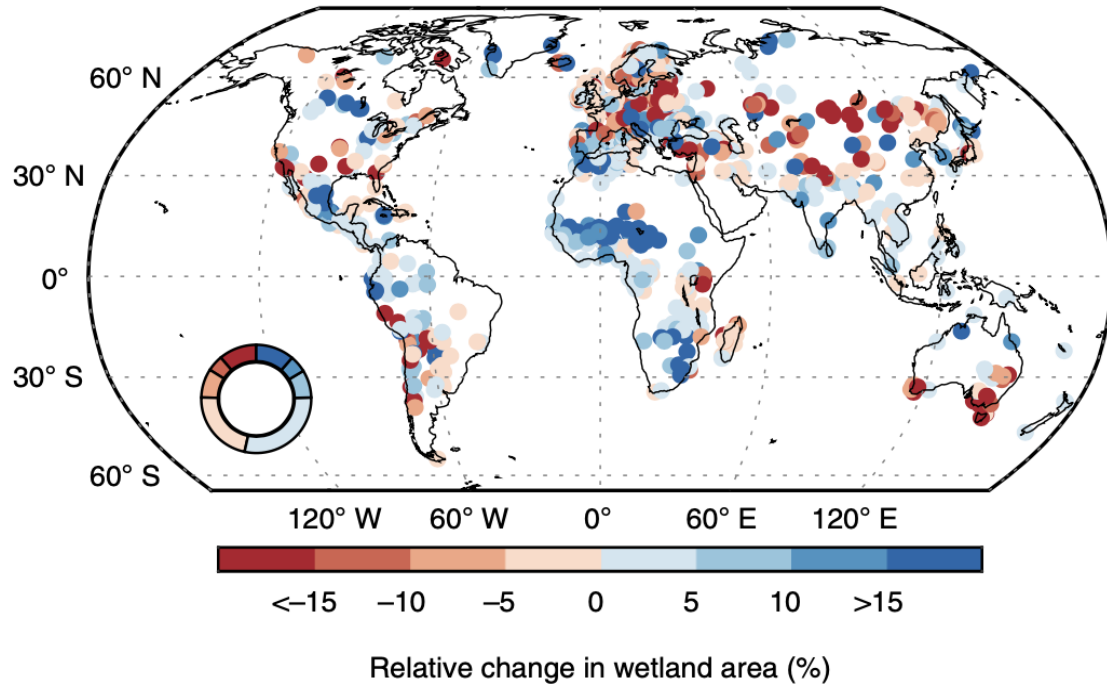 60° N
30° N
0°
30° S
60° S
120° W 60° W 0° 60° E 120° E
<–15 –10 –5 0 5 10 >15
Relative change in wetland area (%)